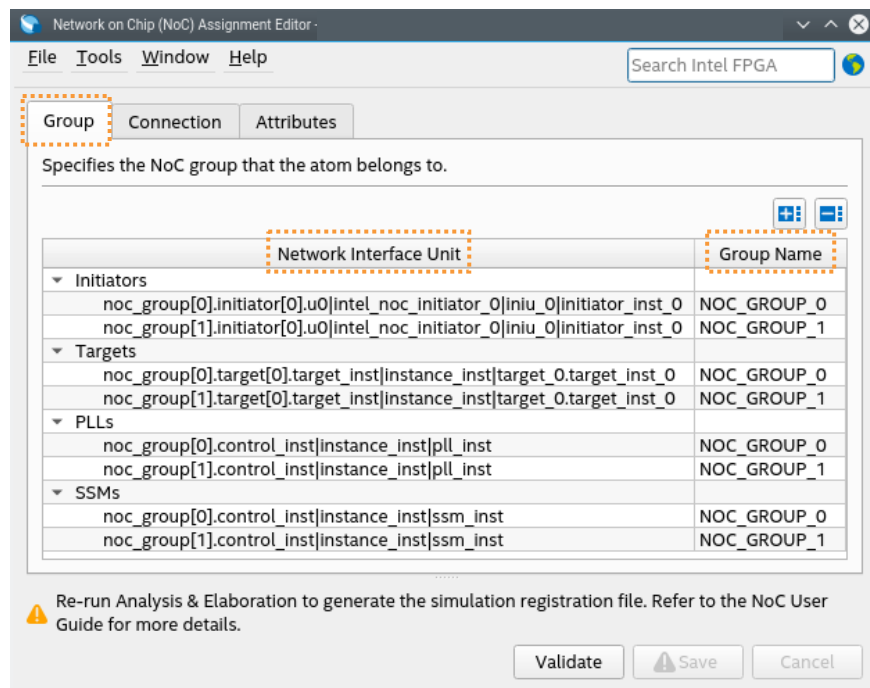 Network on Chip (NoC) Assignment Editor -
File Tools Window Help
Search Intel FPGA
Group Connection Attributes
Specifies the NoC group that the atom belongs to.
Network Interface Unit Group Name
Initiators
noc_group[0].initiator[0].u0|intel_noc_initiator_0|iniu_0|initiator_inst_0 NOC_GROUP_0
noc_group[1].initiator[0].u0|intel_noc_initiator_0|iniu_0|initiator_inst_0 NOC_GROUP_1
Targets
noc_group[0].target[0].target_inst|instance_inst|target_0.target_inst_0 NOC_GROUP_0
noc_group[1].target[0].target_inst|instance_inst|target_0.target_inst_0 NOC_GROUP_1
PLLs
noc_group[0].control_inst|instance_inst|pll_inst NOC_GROUP_0
noc_group[1].control_inst|instance_inst|pll_inst NOC_GROUP_1
SSMs
noc_group[0].control_inst|instance_inst|ssm_inst NOC_GROUP_0
noc_group[1].control_inst|instance_inst|ssm_inst NOC_GROUP_1
Re-run Analysis & Elaboration to generate the simulation registration file. Refer to the NoC User
Guide for more details.
Validate Save Cancel